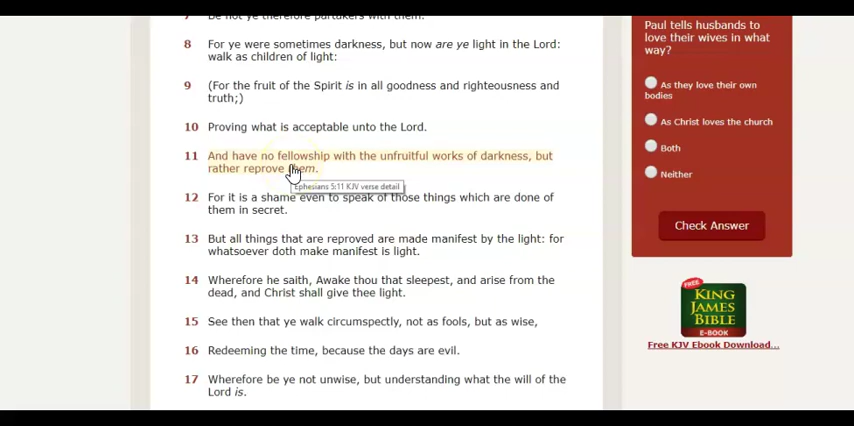 7 Be not ye therefore partakers with them.
8 For ye were sometimes darkness, but now are ye light in the Lord:
walk as children of light:
9 (For the fruit of the Spirit is in all goodness and righteousness and
truth;)
10 Proving what is acceptable unto the Lord.
11 And have no fellowship with the unfruitful works of darkness, but
rather reprove them.
Ephesians 5:11 KJV verse detail
12 For it is a shame even to speak of those things which are done of
them in secret.
13 But all things that are reproved are made manifest by the light: for
whatsoever doth make manifest is light.
14 Wherefore he saith, Awake thou that sleepest, and arise from the
dead, and Christ shall give thee light.
15 See then that ye walk circumspectly, not as fools, but as wise,
16 Redeeming the time, because the days are evil.
17 Wherefore be ye not unwise, but understanding what the will of the
Lord is.
Paul tells husbands to
love their wives in what
way?
As they love their own
bodies
As Christ loves the church
Both
Neither
Check Answer
FREE
KING
JAMES
BIBLE
E-BOOK
Free KJV Ebook Download...